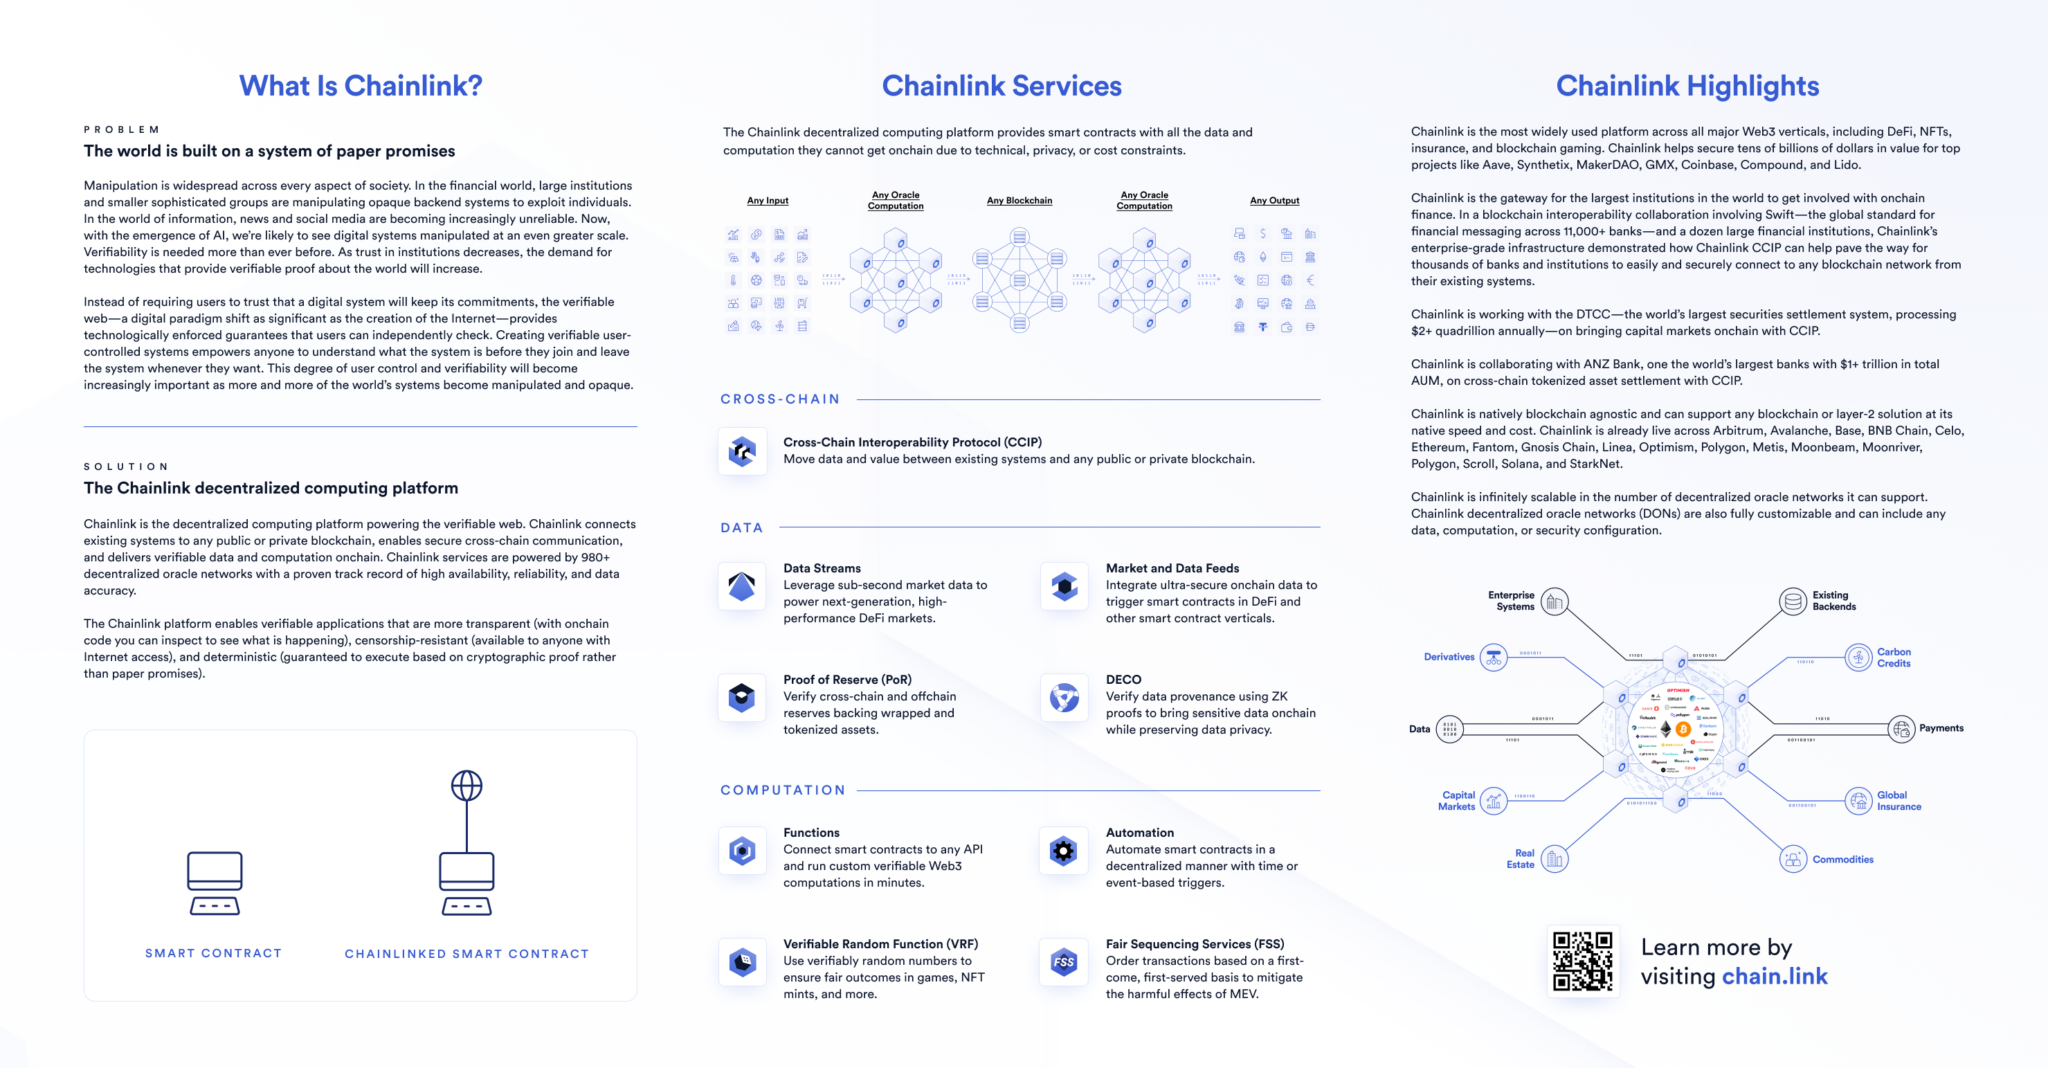 What Is Chainlink?
PROBLEM
The world is built on a system of paper promises
Manipulation is widespread across every aspect of society. In the financial world, large institutions
and smaller sophisticated groups are manipulating opaque backend systems to exploit individuals.
In the world of information, news and social media are becoming increasingly unreliable. Now,
with the emergence of AI, we're likely to see digital systems manipulated at an even greater scale.
Verifiability is needed more than ever before. As trust in institutions decreases, the demand for
technologies that provide verifiable proof about the world will increase.
Instead of requiring users to trust that a digital system will keep its commitments, the verifiable
web—a digital paradigm shift as significant as the creation of the Internet—provides
technologically enforced guarantees that users can independently check. Creating verifiable user-
controlled systems empowers anyone to understand what the system is before they join and leave
the system whenever they want. This degree of user control and verifiability will become
increasingly important as more and more of the world's systems become manipulated and opaque.
SOLUTION
The Chainlink decentralized computing platform
Chainlink is the decentralized computing platform powering the verifiable web. Chainlink connects
existing systems to any public or private blockchain, enables secure cross-chain communication,
and delivers verifiable data and computation onchain. Chainlink services are powered by 980+
decentralized oracle networks with a proven track record of high availability, reliability, and data
accuracy.
The Chainlink platform enables verifiable applications that are more transparent (with onchain
code you can inspect to see what is happening), censorship-resistant (available to anyone with
Internet access), and deterministic (guaranteed to execute based on cryptographic proof rather
than paper promises).
SMART CONTRACT
CHAINLINKED SMART CONTRACT
Chainlink Services
The Chainlink decentralized computing platform provides smart contracts with all the data and
computation they cannot get onchain due to technical, privacy, or cost constraints.
Any Input
Any Oracle
Computation
Any Blockchain
Any Oracle
Computation
Any Output
CROSS-CHAIN
Cross-Chain Interoperability Protocol (CCIP)
Move data and value between existing systems and any public or private blockchain.
DATA
Data Streams
Leverage sub-second market data to
power next-generation, high-
performance DeFi markets.
Market and Data Feeds
Integrate ultra-secure onchain data to
trigger smart contracts in DeFi and
other smart contract verticals.
Proof of Reserve (PoR)
Verify cross-chain and offchain
reserves backing wrapped and
tokenized assets.
DECO
Verify data provenance using ZK
proofs to bring sensitive data onchain
while preserving data privacy.
COMPUTATION
Functions
Connect smart contracts to any API
and run custom verifiable Web3
computations in minutes.
Automation
Automate smart contracts in a
decentralized manner with time or
event-based triggers.
Verifiable Random Function (VRF)
Use verifiably random numbers to
ensure fair outcomes in games, NFT
mints, and more.
FSS
Fair Sequencing Services (FSS)
Order transactions based on a first-
come, first-served basis to mitigate
the harmful effects of MEV.
Chainlink Highlights
Chainlink is the most widely used platform across all major Web3 verticals, including DeFi, NFTs,
insurance, and blockchain gaming. Chainlink helps secure tens of billions of dollars in value for top
projects like Aave, Synthetix, MakerDAO, GMX, Coinbase, Compound, and Lido.
Chainlink is the gateway for the largest institutions in the world to get involved with onchain
finance. In a blockchain interoperability collaboration involving Swift—the global standard for
financial messaging across 11,000+ banks—and a dozen large financial institutions, Chainlink's
enterprise-grade infrastructure demonstrated how Chainlink CCIP can help pave the way for
thousands of banks and institutions to easily and securely connect to any blockchain network from
their existing systems.
Chainlink is working with the DTCC—the world's largest securities settlement system, processing
$2+ quadrillion annually—on bringing capital markets onchain with CCIP.
Chainlink is collaborating with ANZ Bank, one the world's largest banks with $1+ trillion in total
AUM, on cross-chain tokenized asset settlement with CCIP.
Chainlink is natively blockchain agnostic and can support any blockchain or layer-2 solution at its
native speed and cost. Chainlink is already live across Arbitrum, Avalanche, Base, BNB Chain, Celo,
Ethereum, Fantom, Gnosis Chain, Linea, Optimism, Polygon, Metis, Moonbeam, Moonriver,
Polygon, Scroll, Solana, and StarkNet.
Chainlink is infinitely scalable in the number of decentralized oracle networks it can support.
Chainlink decentralized oracle networks (DONs) are also fully customizable and can include any
data, computation, or security configuration.
Enterprise
Systems
Existing
Backends
11101
01010101
Derivatives
0001011
110110
Carbon
Credits
OPTIMISM
polygon
Data
0101
0010
0100
0001011
11101
11010
001100101
Payments
Capital
Markets
1100110
001100101
Global
Insurance
0101011100
11000
Real
Estate
Commodities
Learn more by
visiting chain.link